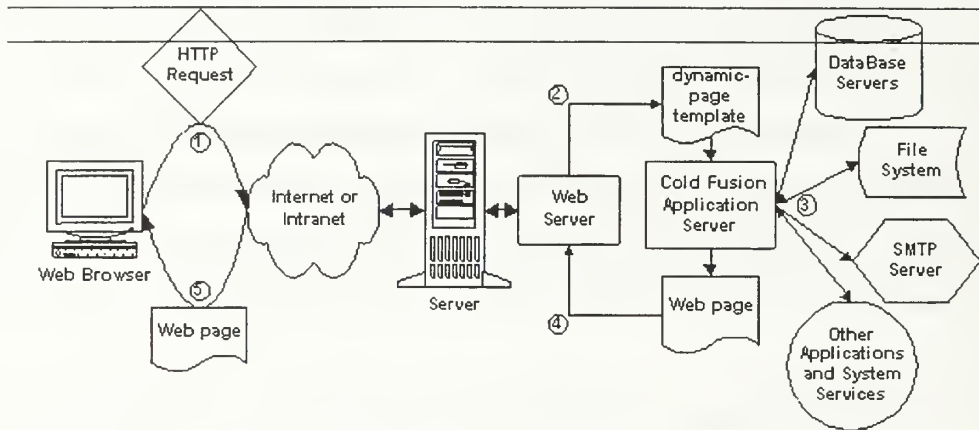 HTTP
Request
①
Web Browser
⑤
Web page
Internet or
Intranet
Server
Web
Server
②
④
dynamic-
page
template
Cold Fusion
Application
Server
Web page
③
DataBase
Servers
File
System
SMTP
Server
Other
Applications
and System
Services